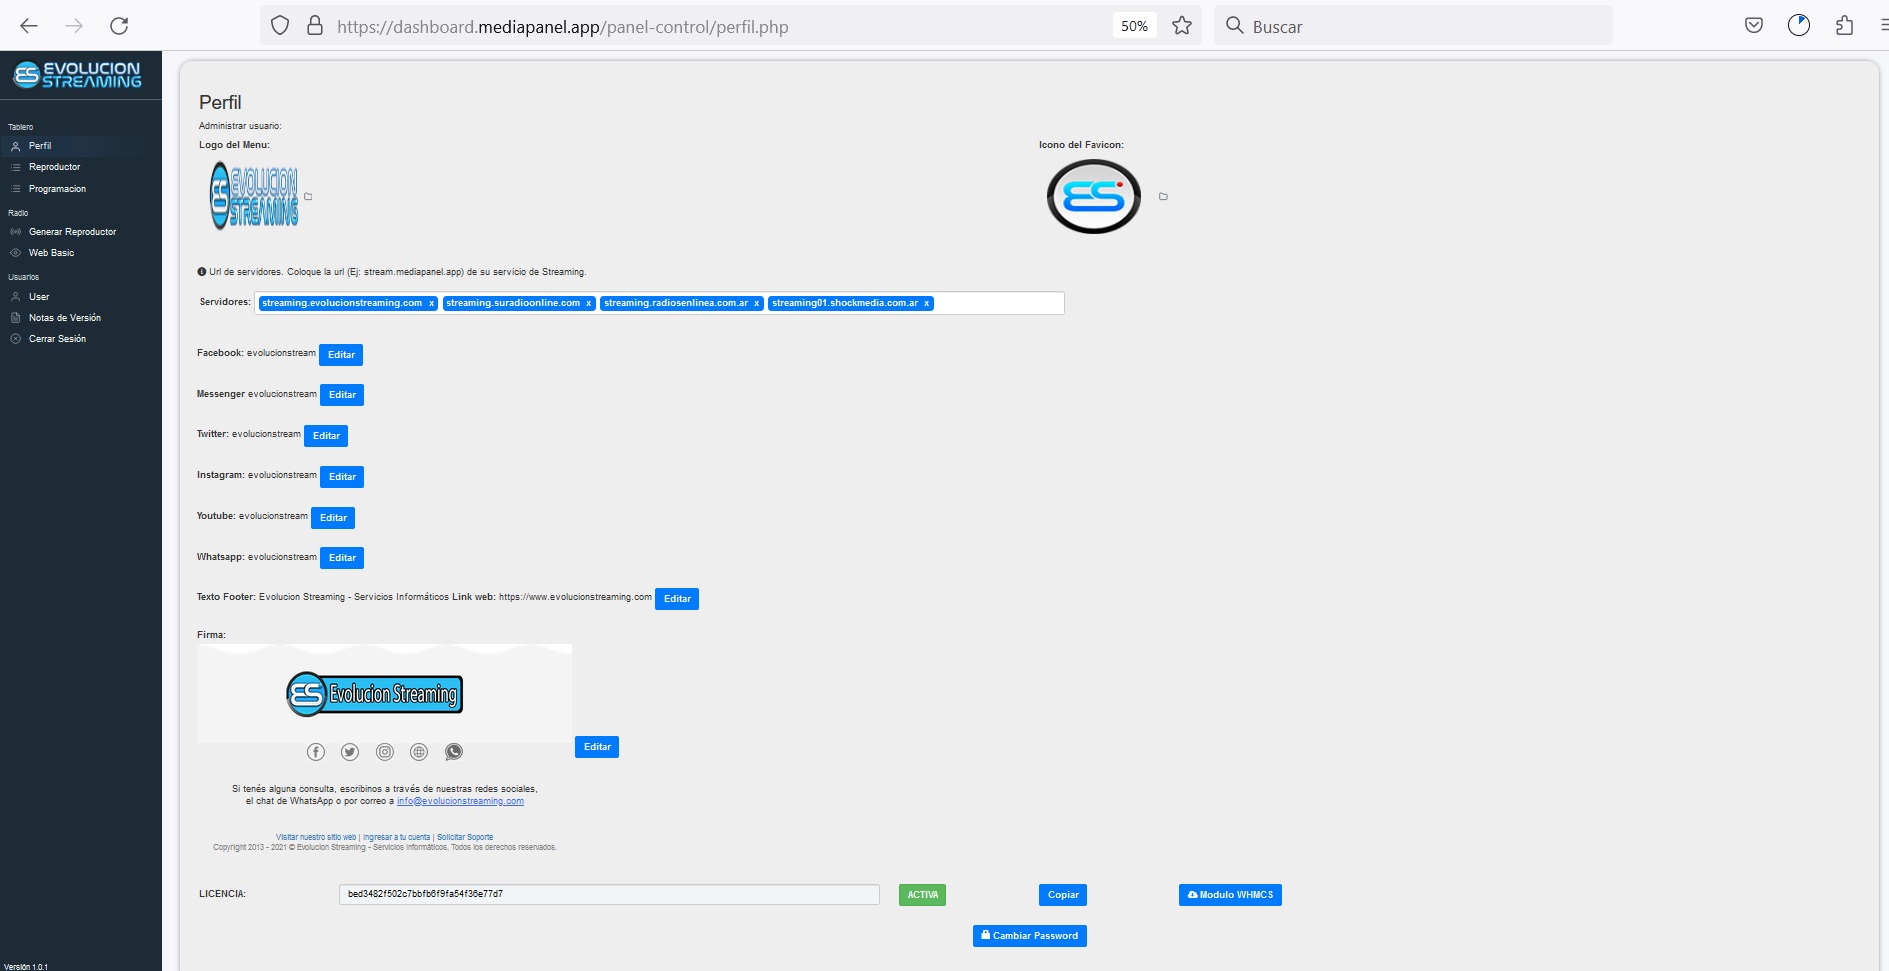 https://dashboard.mediapanel.app/panel-control/perfil.php
50%
Buscar
EVOLUCION
STREAMING
Tablero
Perfil
Reproductor
Programacion
Radio
Generar Reproductor
Web Basic
Usuarios
User
Notas de Versión
Cerrar Sesión
Versión 1.0.1
Perfil
Administrar usuario:
Logo del Menu:
Icono del Favicon:
ES EVOLUCION
STREAMING
ES
Url de servidores. Coloque la url (Ej: stream.mediapanel.app) de su servicio de Streaming.
Servidores: streaming.evolucionstreaming.com x streaming.suradioonline.com x streaming.radiosenlinea.com.ar x streaming01.shockmedia.com.ar x
Facebook: evolucionstream Editar
Messenger evolucionstream Editar
Twitter: evolucionstream Editar
Instagram: evolucionstream Editar
Youtube: evolucionstream Editar
Whatsapp: evolucionstream Editar
Texto Footer: Evolucion Streaming - Servicios Informáticos Link web: https://www.evolucionstreaming.com Editar
Firma:
ES Evolucion Streaming
Editar
Si tenés alguna consulta, escribinos a través de nuestras redes sociales,
el chat de WhatsApp o por correo a info@evolucionstreaming.com
Visitar nuestro sitio web | Ingresar a tu cuenta | Solicitar Soporte
Copyright 2013 - 2021 © Evolucion Streaming - Servicios Informáticos, Todos los derechos reservados.
LICENCIA: bed3482f502c7bbfb6f9fa54f36e77d7 ACTIVA Copiar Modulo WHMCS
Cambiar Password